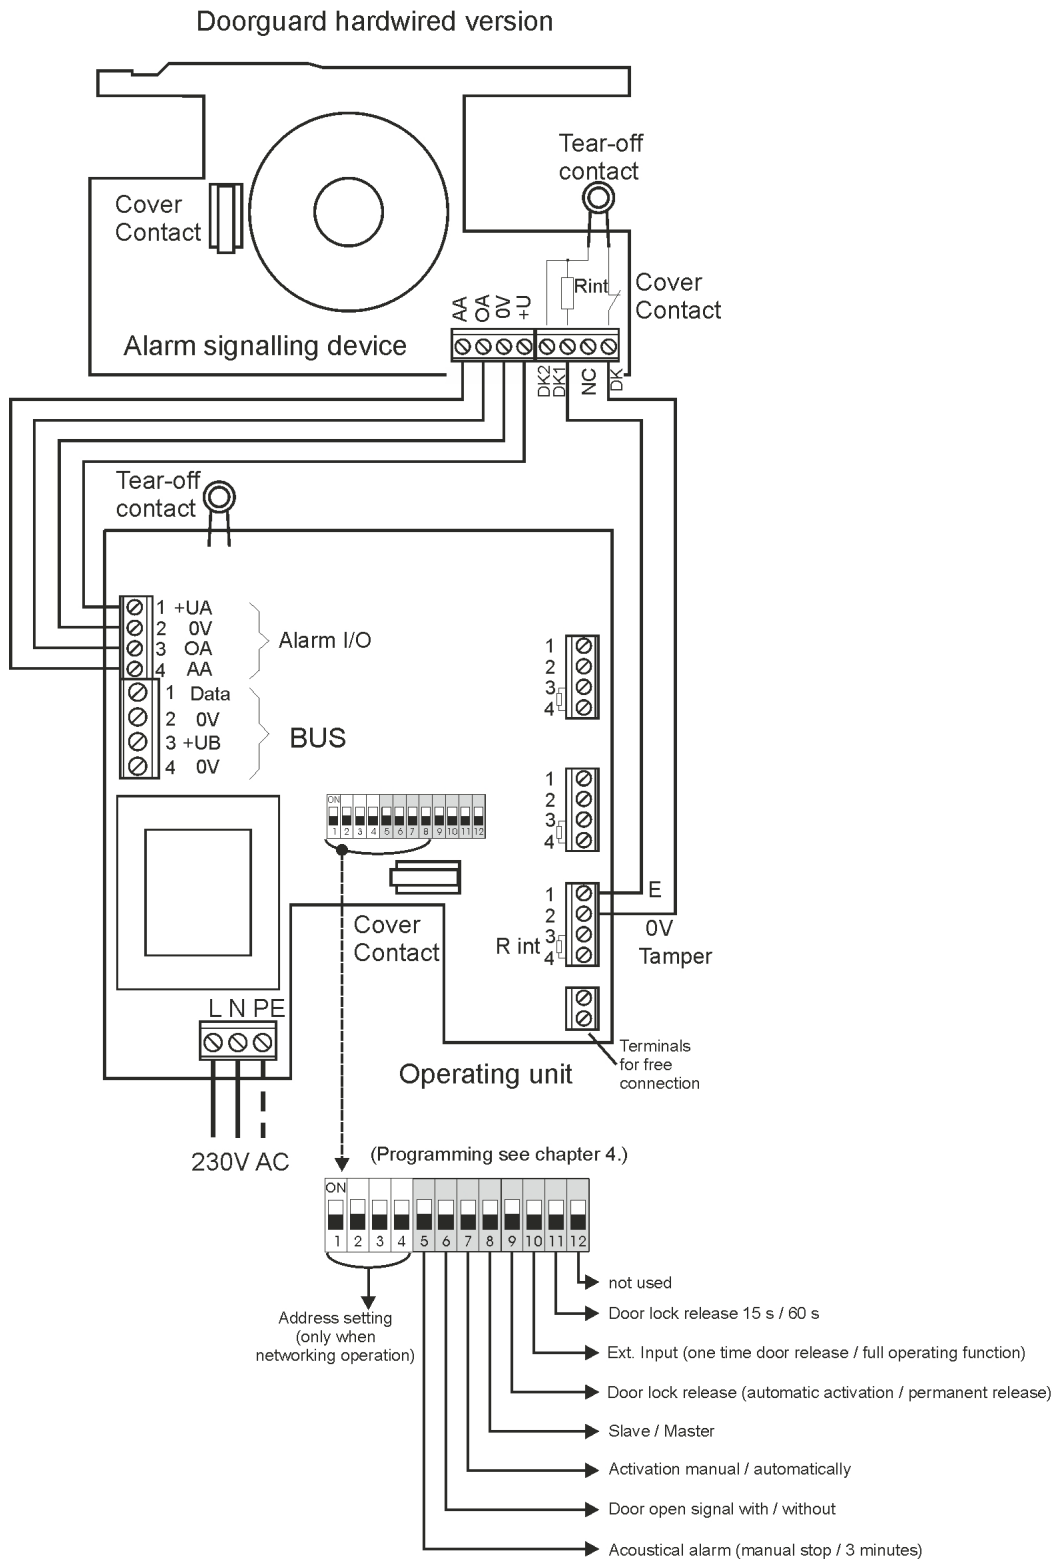 Doorguard hardwired version
Tear-off
contact
Cover
Contact
Rint
Cover
Contact
AA
OA
0V
+U
Alarm signalling device
DK2
DK1
NC
DK
Tear-off
contact
1 +UA
2 0V
3 OA
4 AA
Alarm I/O
1 Data
2 0V
3 +UB
4 0V
BUS
1
2
3
4
1
2
3
4
ON
1 2 3 4 5 6 7 8 9 10 11 12
Cover
Contact
1
2
3
4
R int
E
0V
Tamper
L N PE
Terminals
for free
connection
Operating unit
230V AC
(Programming see chapter 4.)
ON
1 2 3 4 5 6 7 8 9 10 11 12
Address setting
(only when
networking operation)
not used
Door lock release 15 s / 60 s
Ext. Input (one time door release / full operating function)
Door lock release (automatic activation / permanent release)
Slave / Master
Activation manual / automatically
Door open signal with / without
Acoustical alarm (manual stop / 3 minutes)